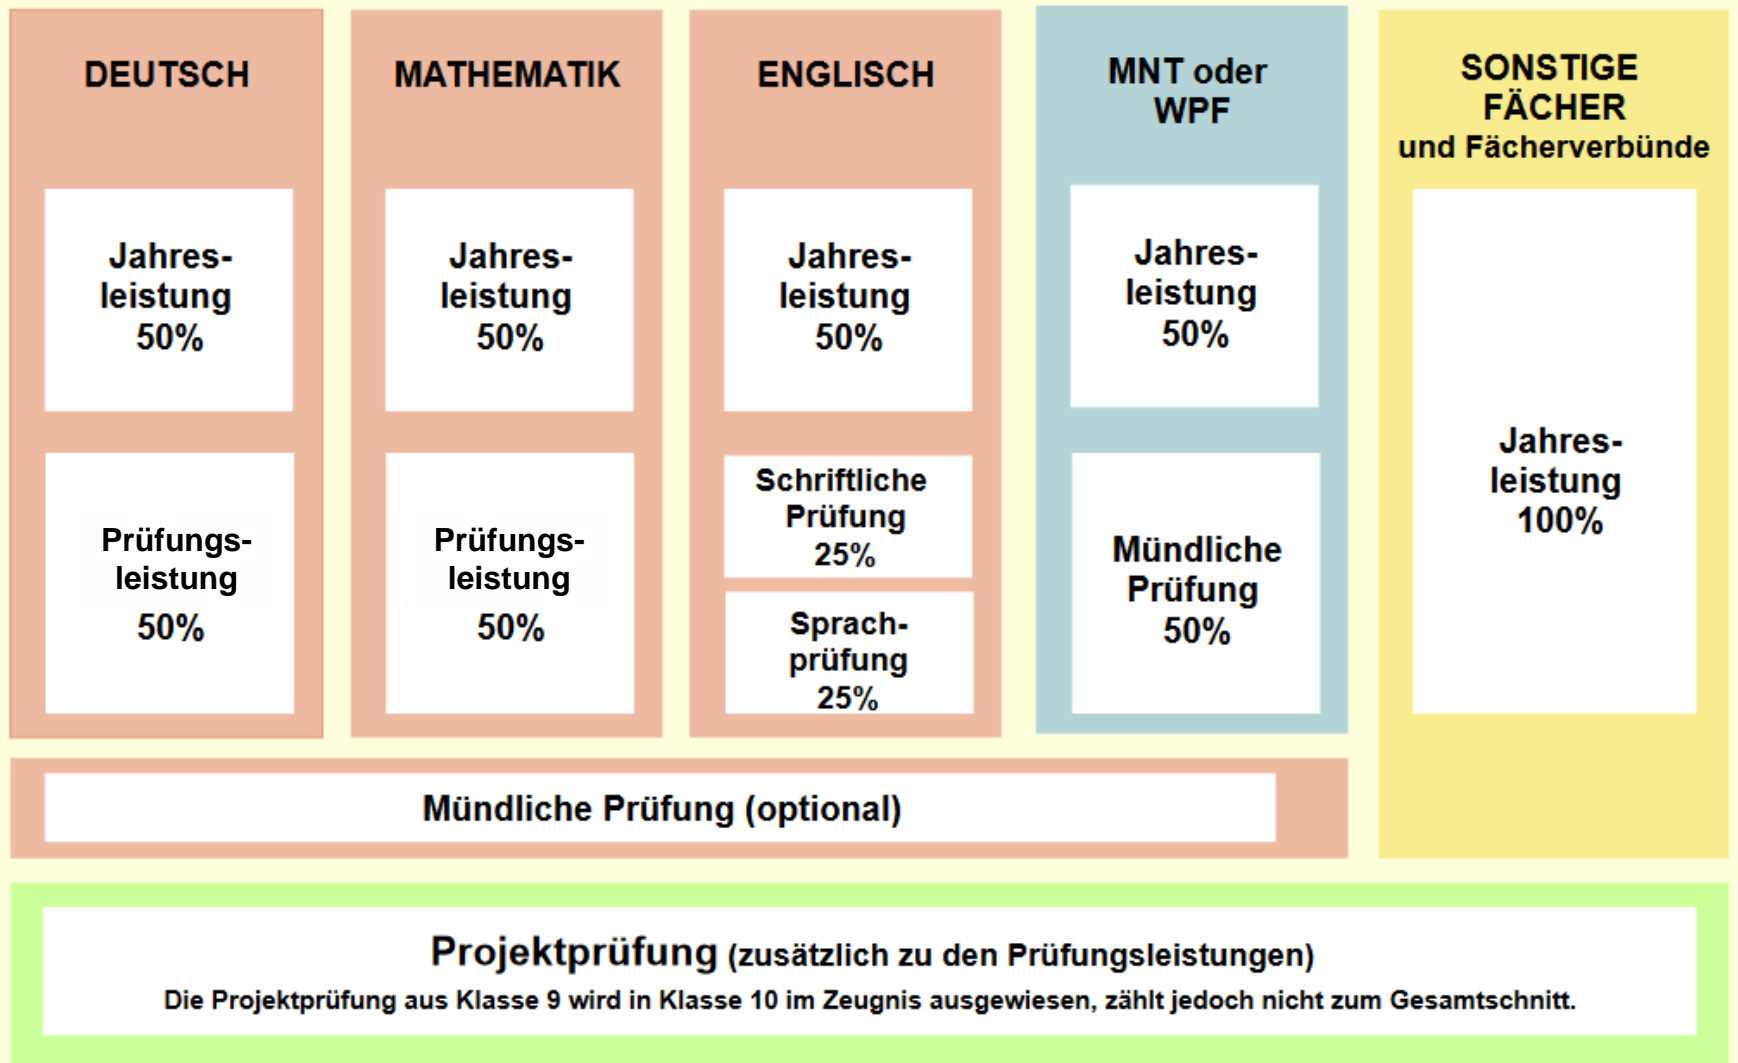 DEUTSCH
Jahres-
leistung
50%
Prüfungs-
leistung
50%
MATHEMATIK
Jahres-
leistung
50%
Prüfungs-
leistung
50%
ENGLISCH
Jahres-
leistung
50%
Schriftliche
Prüfung
25%
Sprach-
prüfung
25%
MNT oder
WPF
Jahres-
leistung
50%
Mündliche
Prüfung
50%
SONSTIGE
FÄCHER
und Fächerverbünde
Jahres-
leistung
100%
Mündliche Prüfung (optional)
Projektprüfung (zusätzlich zu den Prüfungsleistungen)
Die Projektprüfung aus Klasse 9 wird in Klasse 10 im Zeugnis ausgewiesen, zählt jedoch nicht zum Gesamtschnitt.